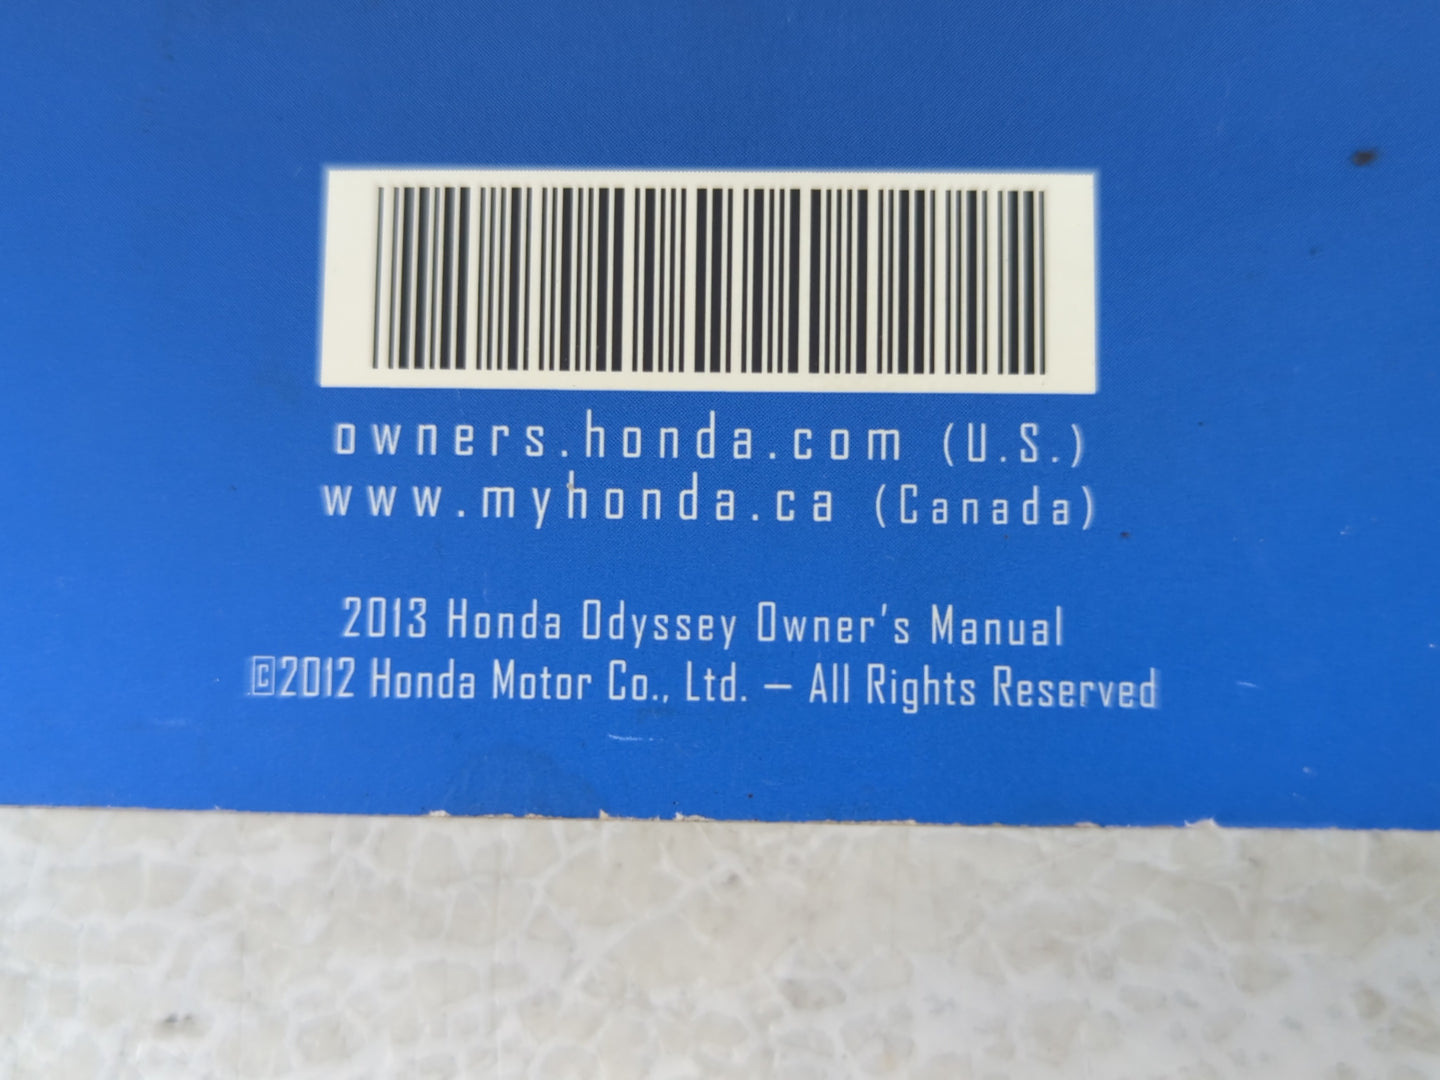 owners.honda.com (U.S.)
www.myhonda.ca (Canada)
2013 Honda Odyssey Owner's Manual
©2012 Honda Motor Co., Ltd. — All Rights Reserved